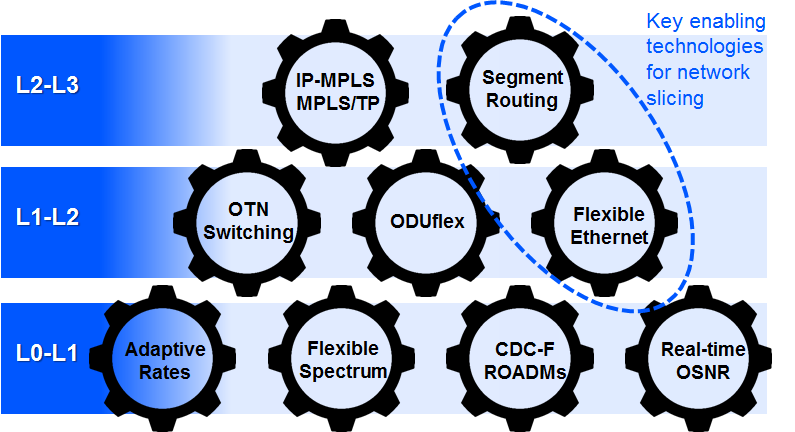 Key enabling
technologies
for network
slicing
L2-L3
IP-MPLS
MPLS/TP
Segment
Routing
L1-L2
OTN
Switching
ODUflex
Flexible
Ethernet
L0-L1
Adaptive
Rates
Flexible
Spectrum
CDC-F
ROADMs
Real-time
OSNR